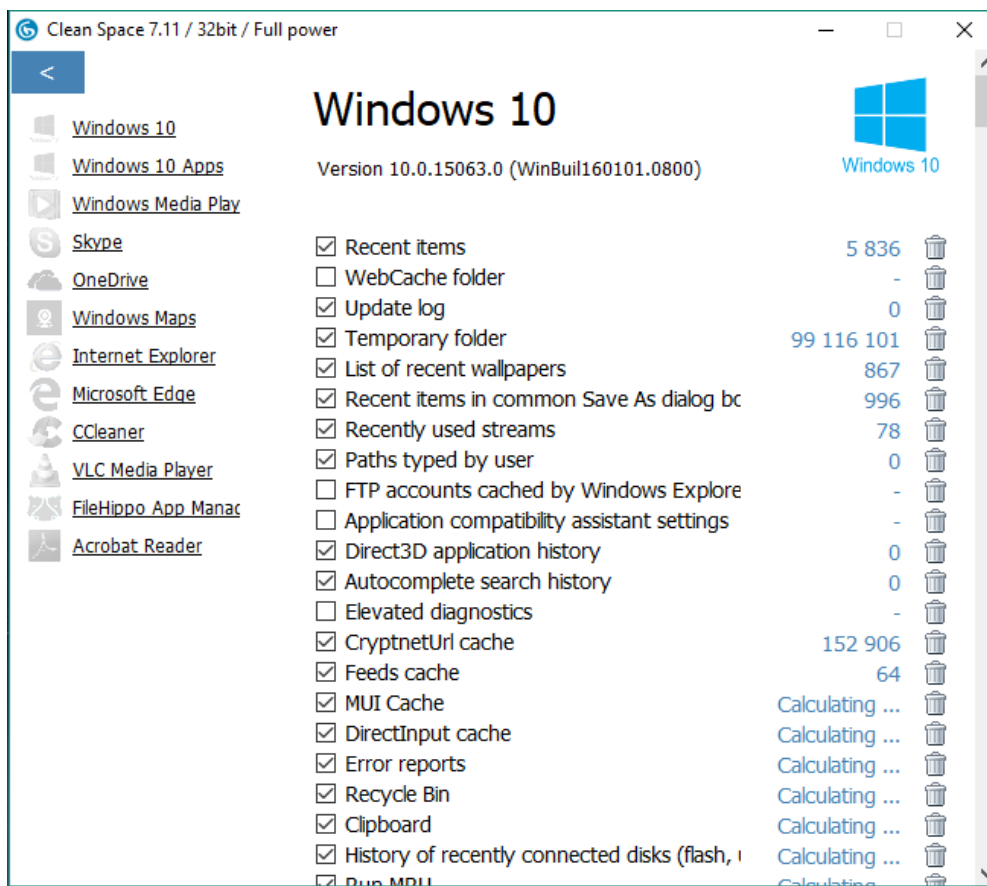 Clean Space 7.11 / 32bit / Full power
<
Windows 10
Windows 10 Apps
Windows Media Play
Skype
OneDrive
Windows Maps
Internet Explorer
Microsoft Edge
CCleaner
VLC Media Player
FileHippo App Manac
Acrobat Reader
Windows 10
Version 10.0.15063.0 (WinBuil160101.0800)
Windows 10
Recent items 5 836
WebCache folder -
Update log 0
Temporary folder 99 116 101
List of recent wallpapers 867
Recent items in common Save As dialog bc 996
Recently used streams 78
Paths typed by user 0
FTP accounts cached by Windows Explore -
Application compatibility assistant settings -
Direct3D application history 0
Autocomplete search history 0
Elevated diagnostics -
CryptnetUrl cache 152 906
Feeds cache 64
MUI Cache Calculating ...
DirectInput cache Calculating ...
Error reports Calculating ...
Recycle Bin Calculating ...
Clipboard Calculating ...
History of recently connected disks (flash, Calculating ...
Run MRU Calculating ...